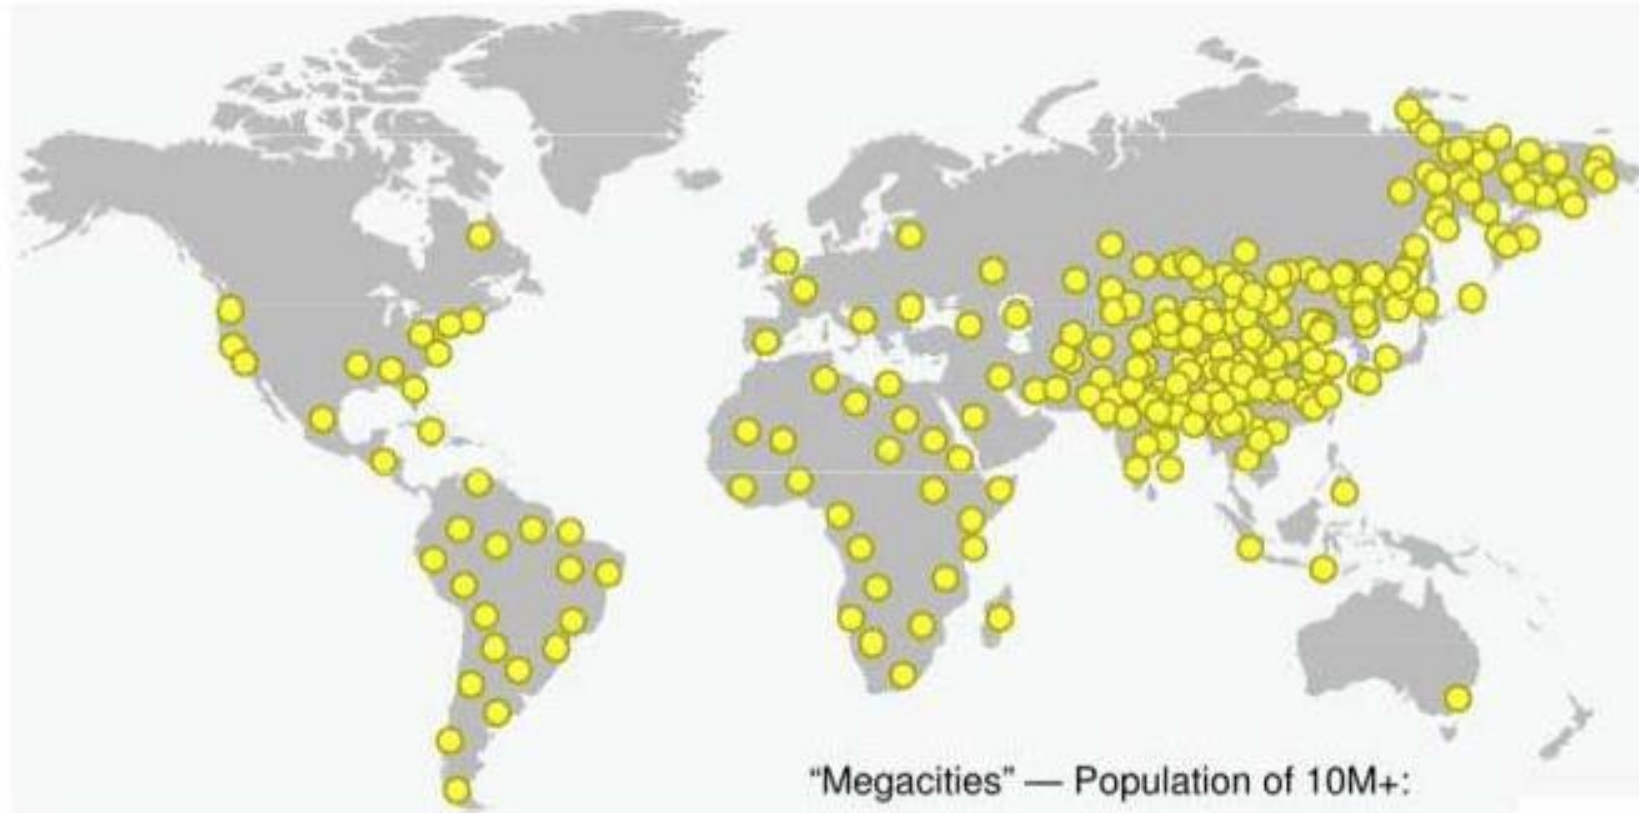 “Megacities” — Population of 10M+: